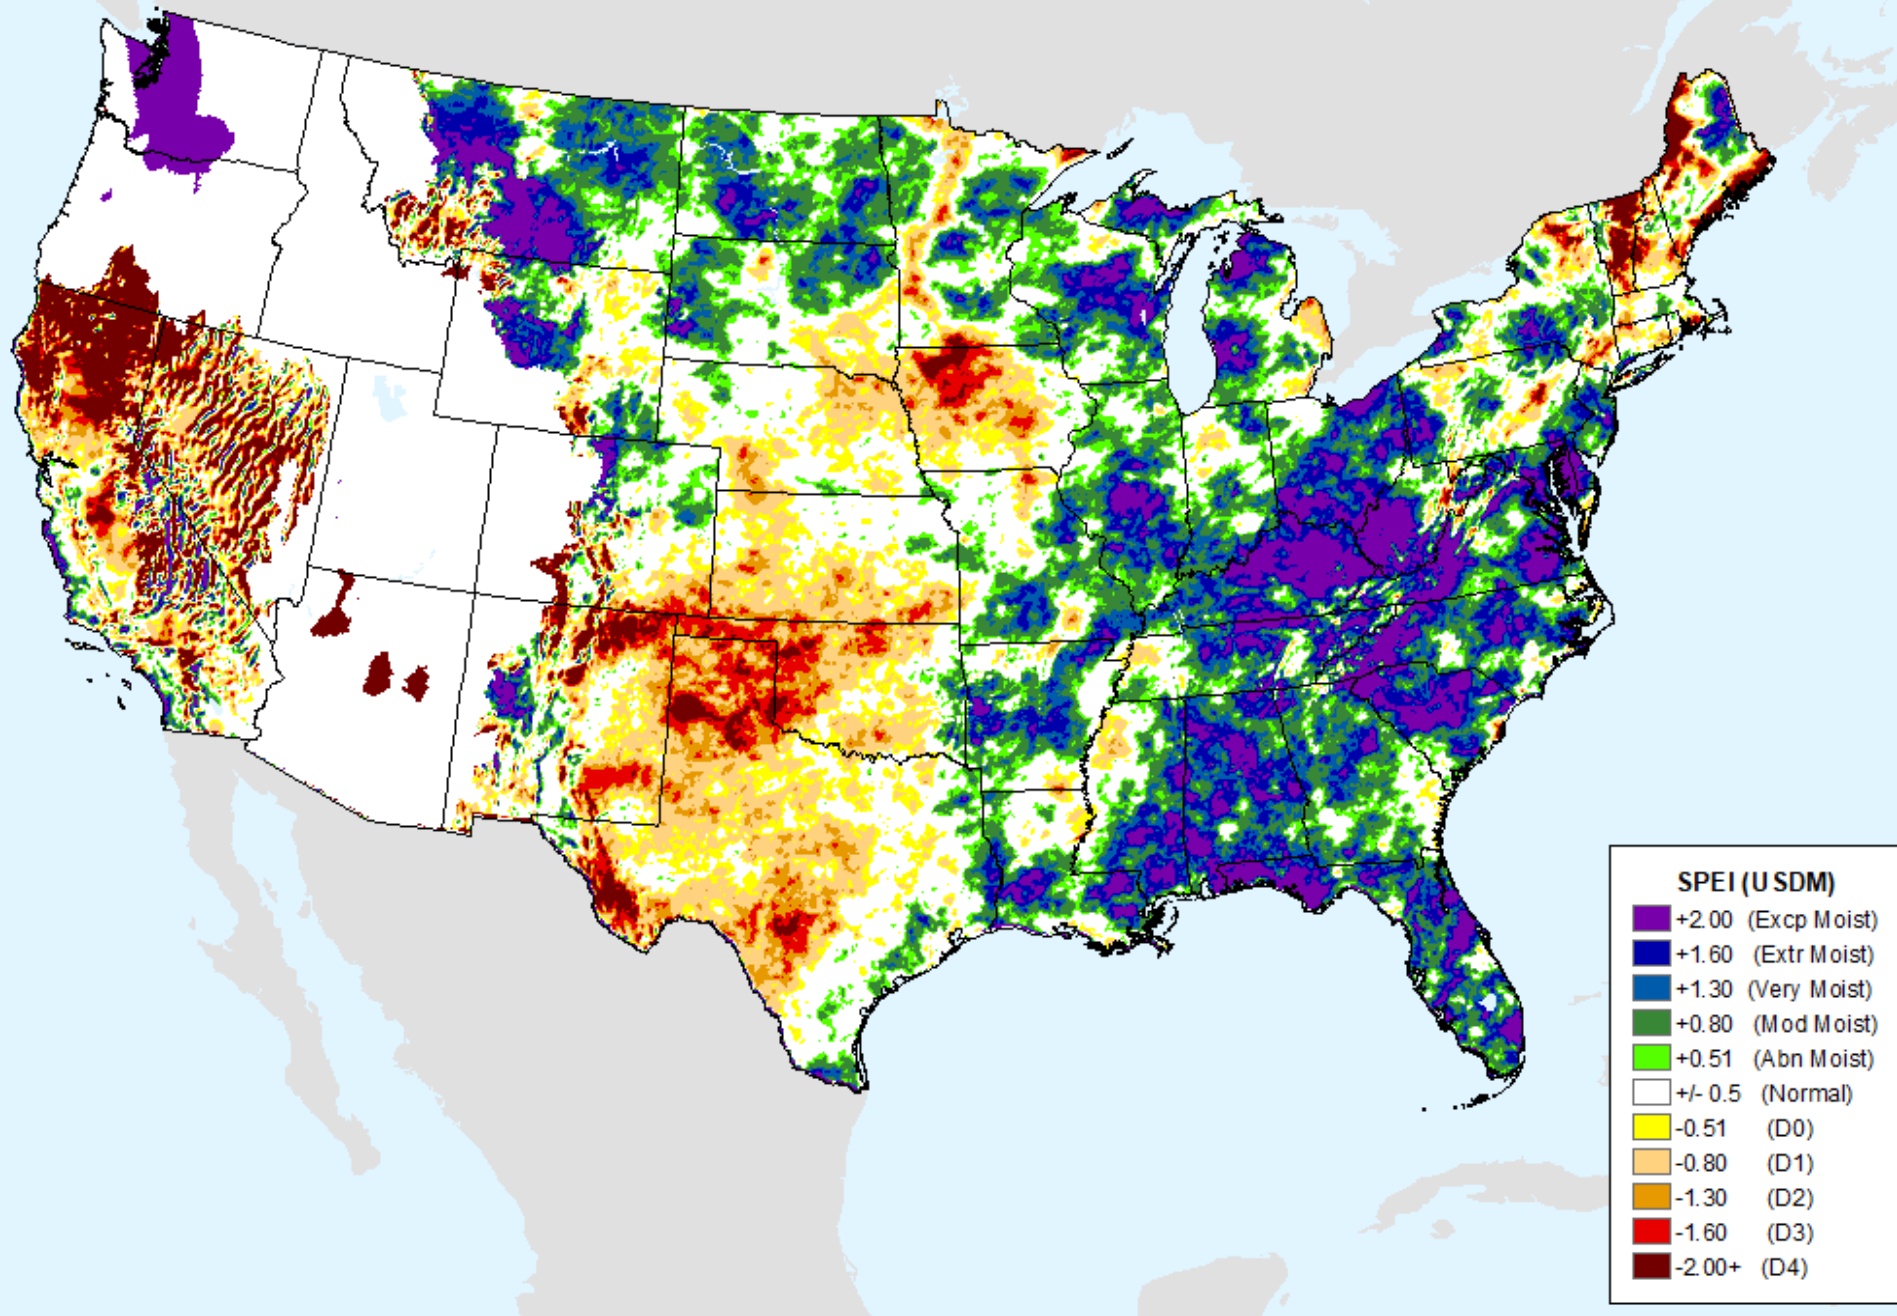 SPEI (USDM)
+2.00 (Excp Moist)
+1.60 (Extr Moist)
+1.30 (Very Moist)
+0.80 (Mod Moist)
+0.51 (Abn Moist)
+/- 0.5 (Normal)
-0.51 (D0)
-0.80 (D1)
-1.30 (D2)
-1.60 (D3)
-2.00+ (D4)